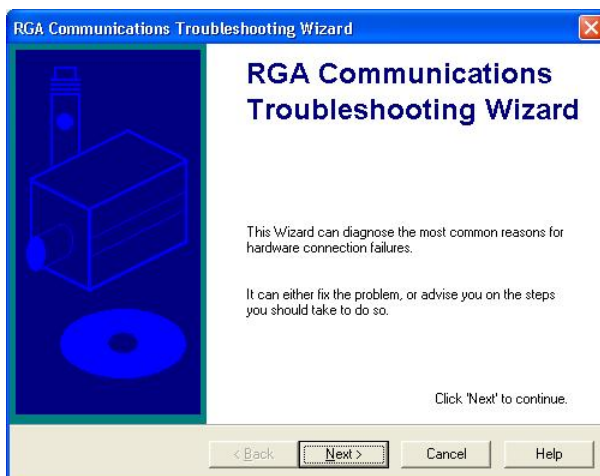 RGA Communications Troubleshooting Wizard
RGA Communications
Troubleshooting Wizard
This Wizard can diagnose the most common reasons for
hardware connection failures.
It can either fix the problem, or advise you on the steps
you should take to do so.
Click 'Next' to continue.
< Back
Next >
Cancel
Help